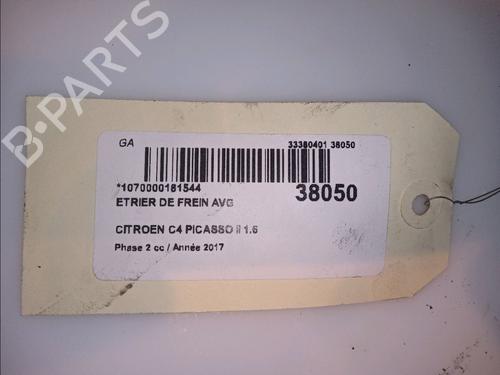 B-PARTS
GA 33380401 38050
*1070000181544 38050
ETRIER DE FREIN AVG
CITROEN C4 PICASSO II 1.6
Phase 2 cc / Année 2017